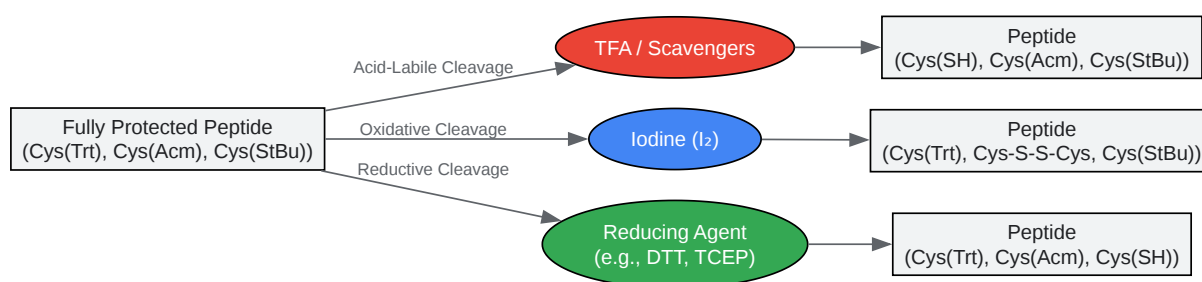 Fully Protected Peptide
(Cys(Trt), Cys(Acm), Cys(StBu))
Acid-Labile Cleavage
Oxidative Cleavage
Reductive Cleavage
TFA / Scavengers
Iodine (I₂)
Reducing Agent
(e.g., DTT, TCEP)
Peptide
(Cys(SH), Cys(Acm), Cys(StBu))
Peptide
(Cys(Trt), Cys-S-S-Cys, Cys(StBu))
Peptide
(Cys(Trt), Cys(Acm), Cys(SH))